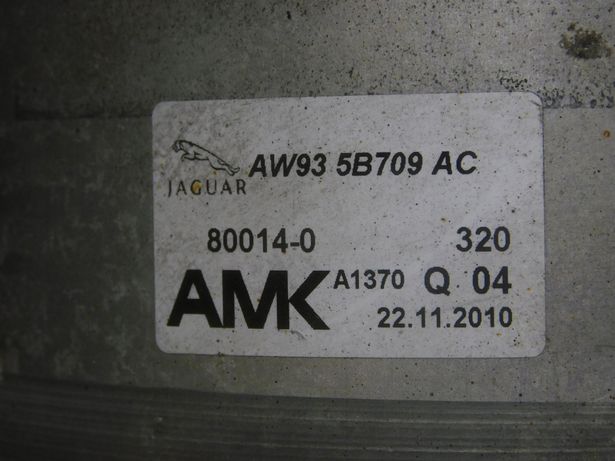 AW93 5B709 AC
JAGUAR
80014-0 320
AMK A1370 Q 04
22.11.2010